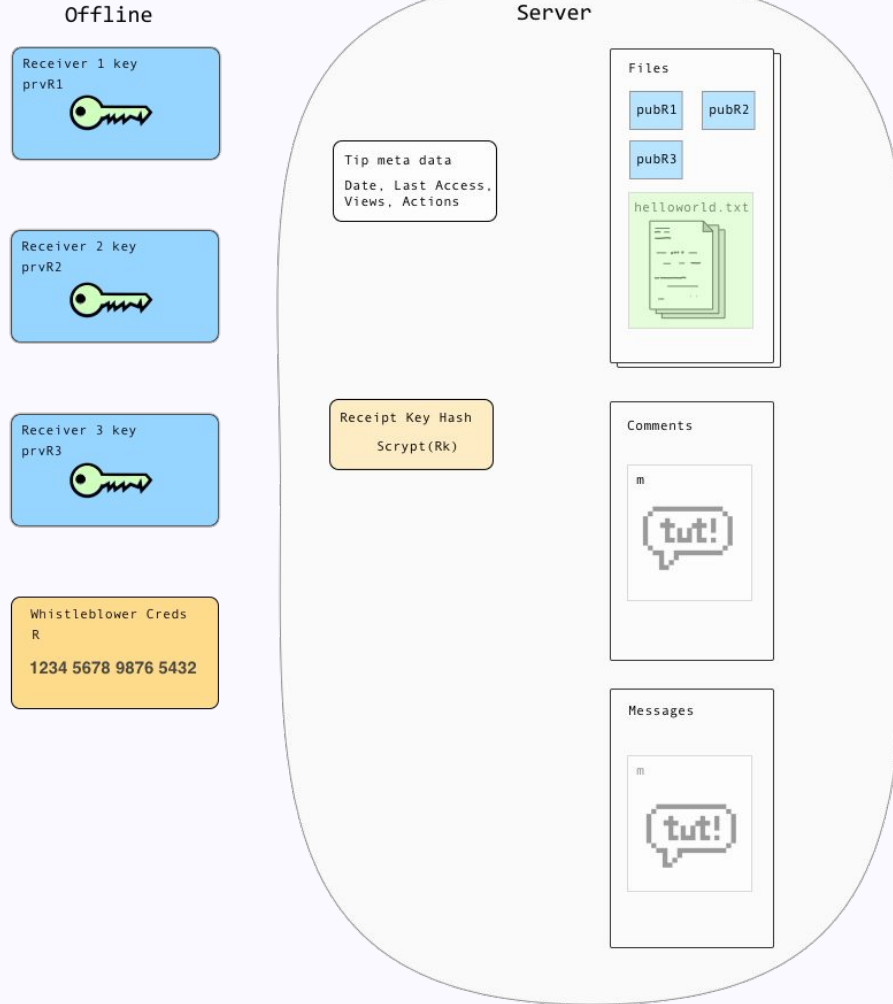 Offline
Receiver 1 key
prvR1
Receiver 2 key
prvR2
Receiver 3 key
prvR3
Whistleblower Creds
R
1234 5678 9876 5432
Server
Tip meta data
Date, Last Access,
Views, Actions
Receipt Key Hash
Scrypt(Rk)
Files
pubR1 pubR2
pubR3
helloworld.txt
Comments
m
tut!
Messages
m
tut!